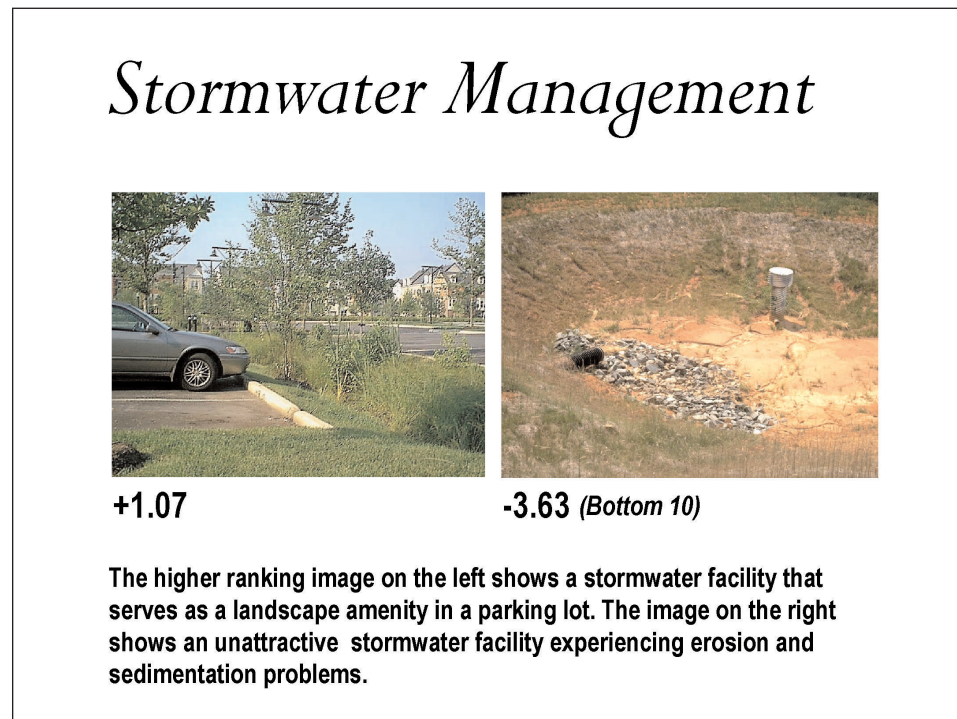 Stormwater Management
+1.07
-3.63 (Bottom 10)
The higher ranking image on the left shows a stormwater facility that
serves as a landscape amenity in a parking lot. The image on the right
shows an unattractive stormwater facility experiencing erosion and
sedimentation problems.